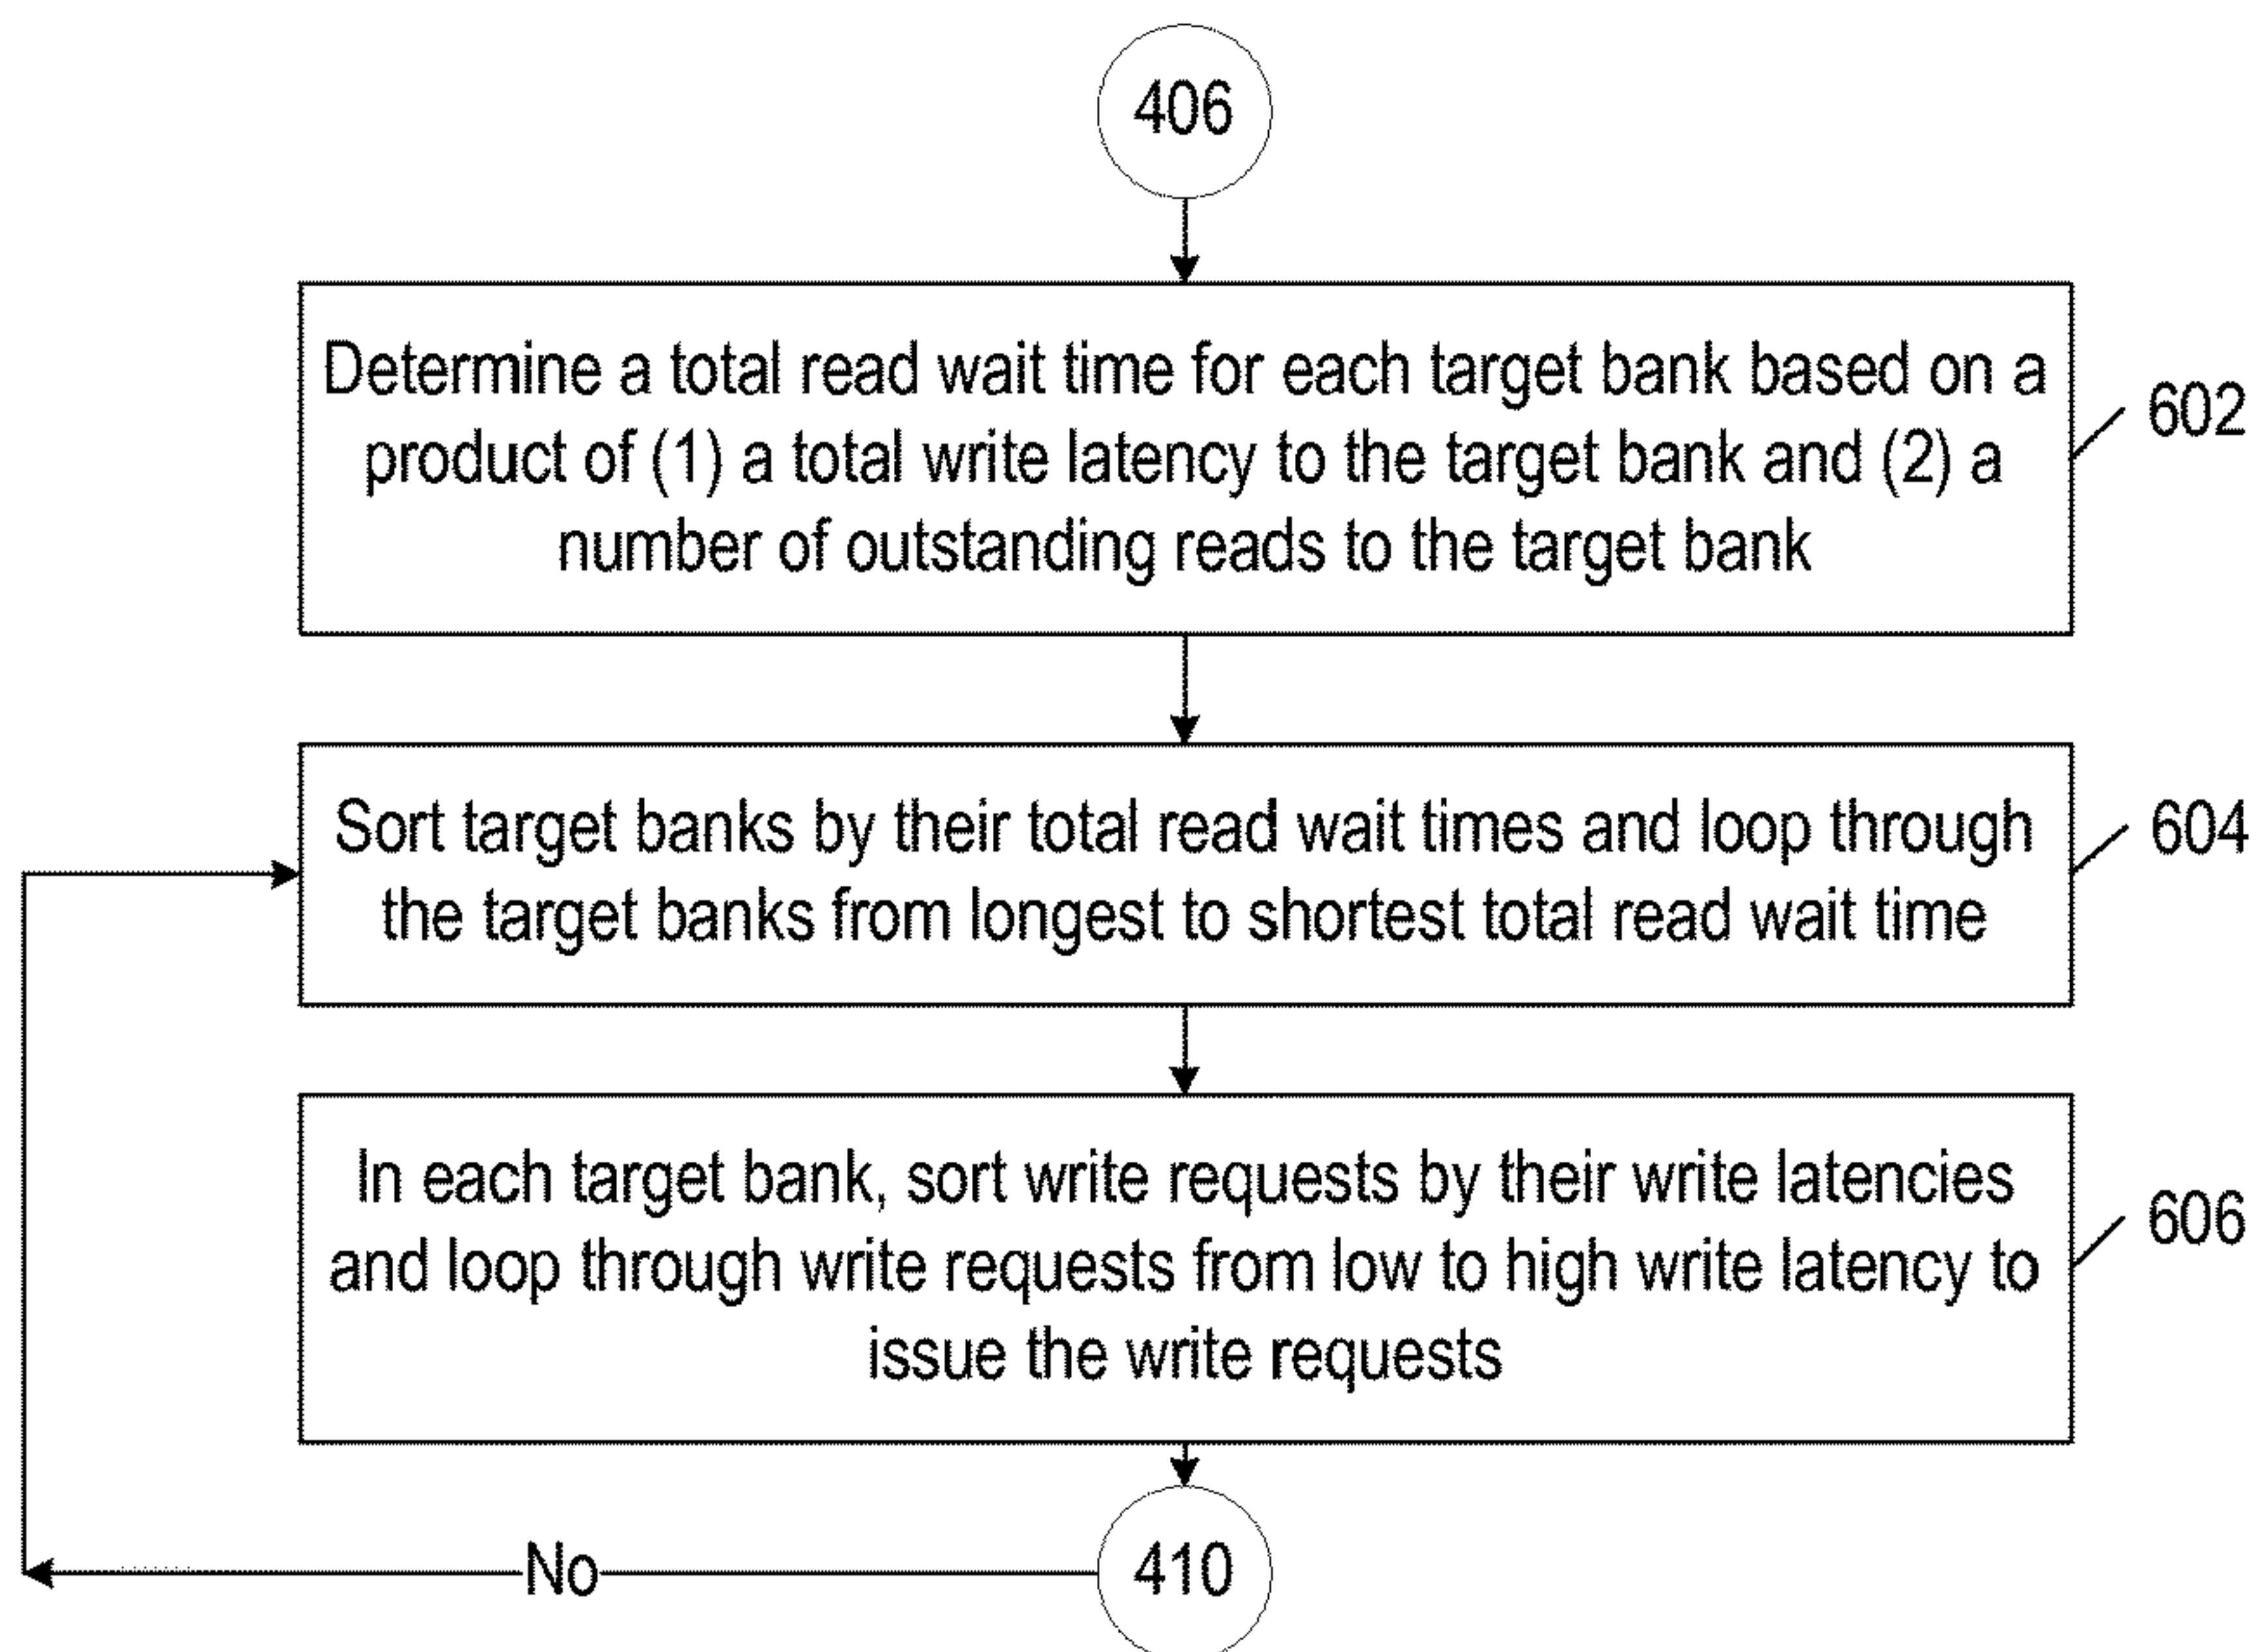 406
Determine a total read wait time for each target bank based on a
product of (1) a total write latency to the target bank and (2) a
number of outstanding reads to the target bank
602
Sort target banks by their total read wait times and loop through
the target banks from longest to shortest total read wait time
604
In each target bank, sort write requests by their write latencies
and loop through write requests from low to high write latency to
issue the write requests
606
No
410